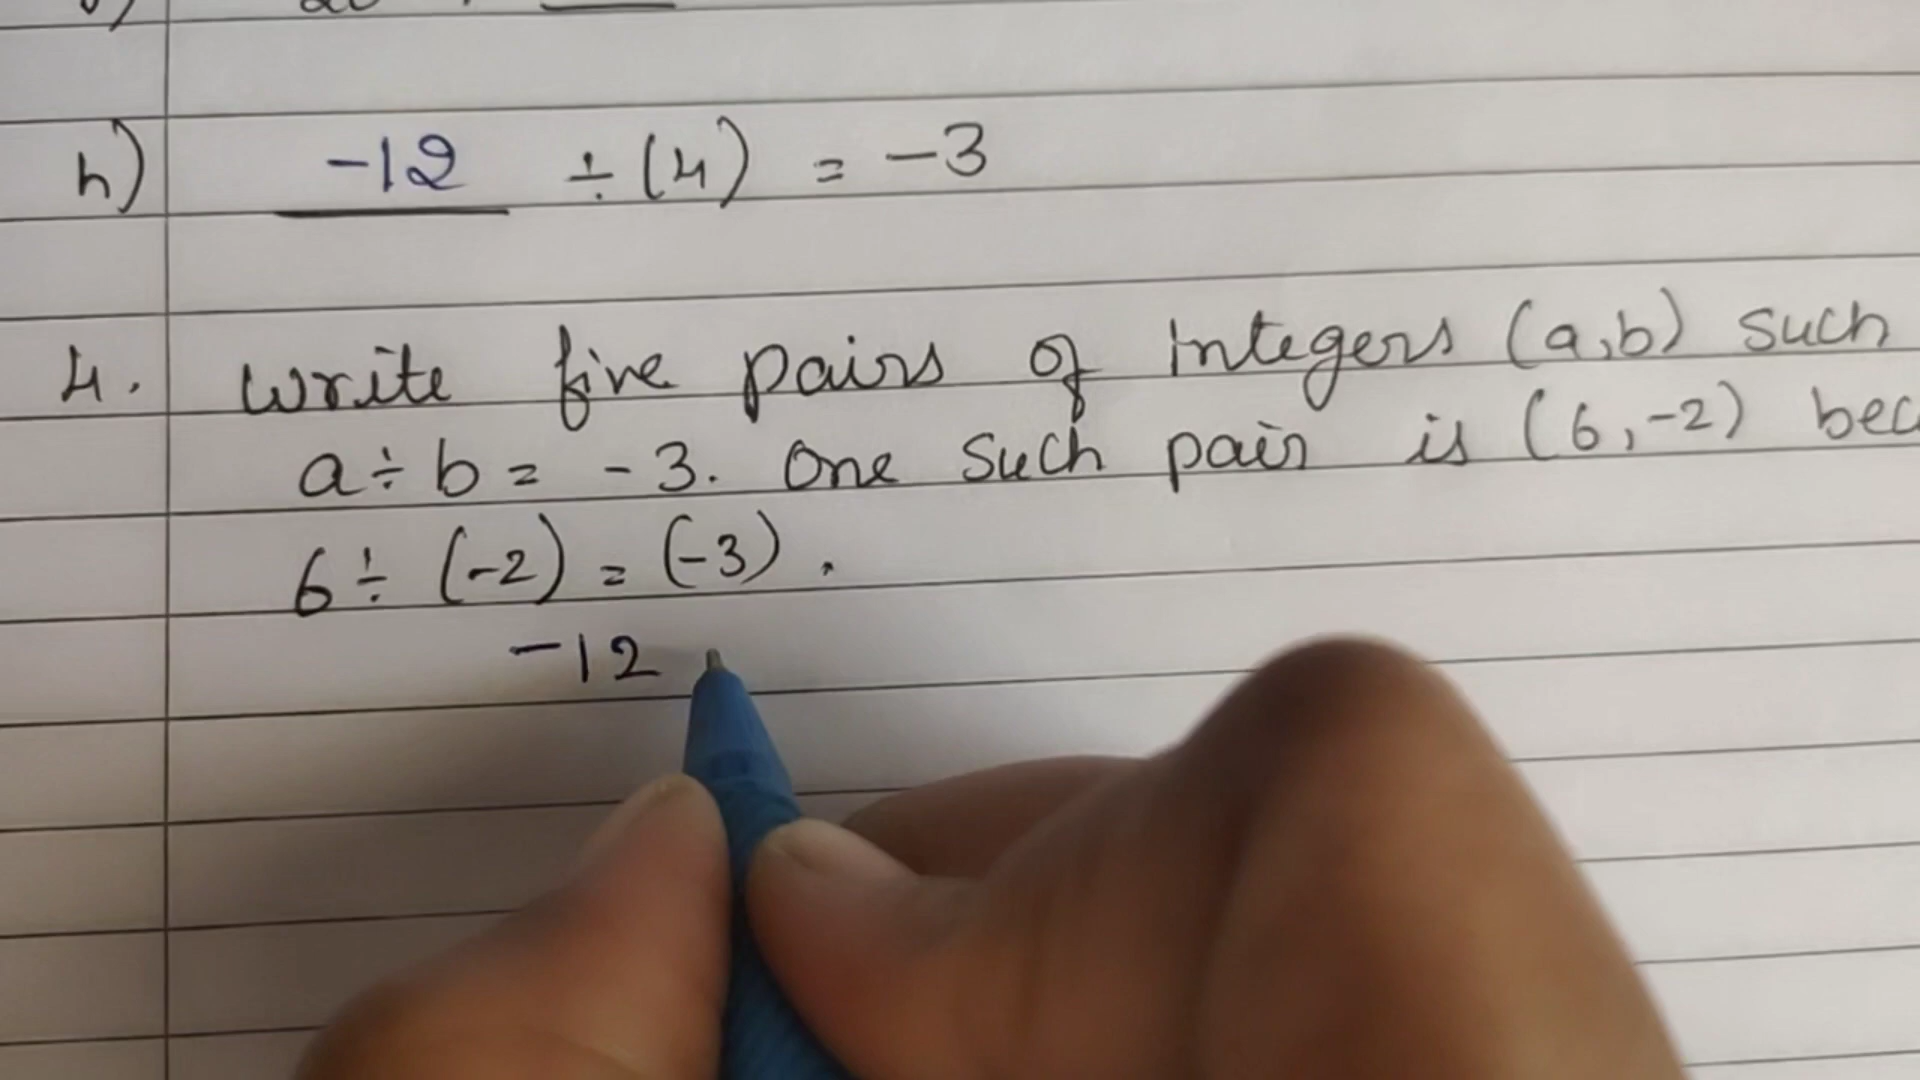 h) -12 ÷ (4) = -3
4. Write five pairs of integers (a,b) such
a ÷ b = -3. One such pair is (6,-2) bec
6 ÷ (-2) = (-3).
-12